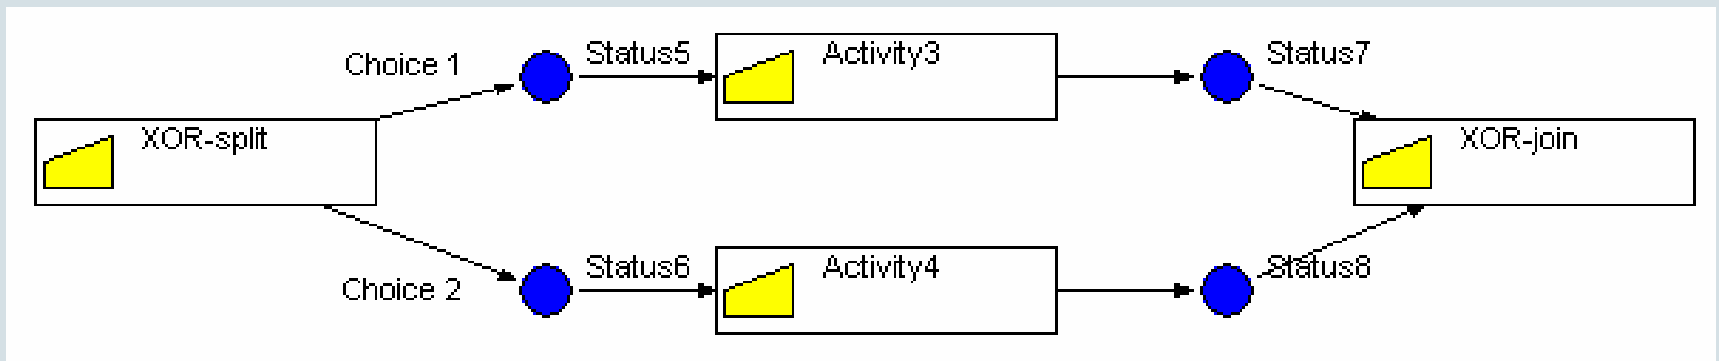 Choice 1
Status5
Activity3
Status7
XOR-split
XOR-join
Choice 2
Status6
Activity4
Status8